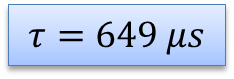 τ = 649 μs